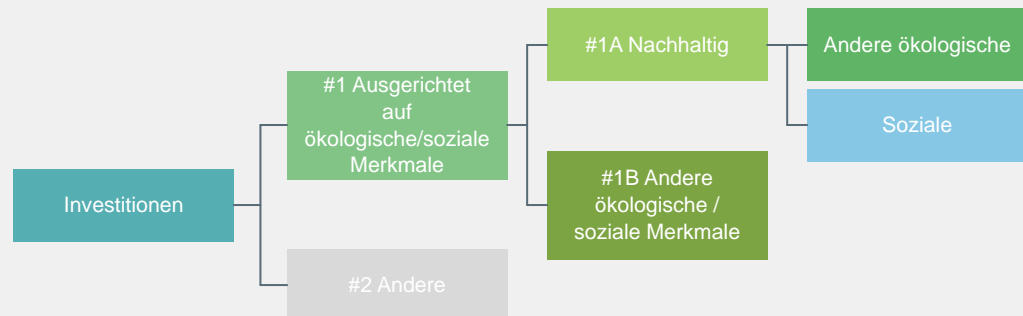 Investitionen
#1 Ausgerichtet
auf
ökologische/soziale
Merkmale
#2 Andere
#1A Nachhaltig
#1B Andere
ökologische /
soziale Merkmale
Andere ökologische
Soziale